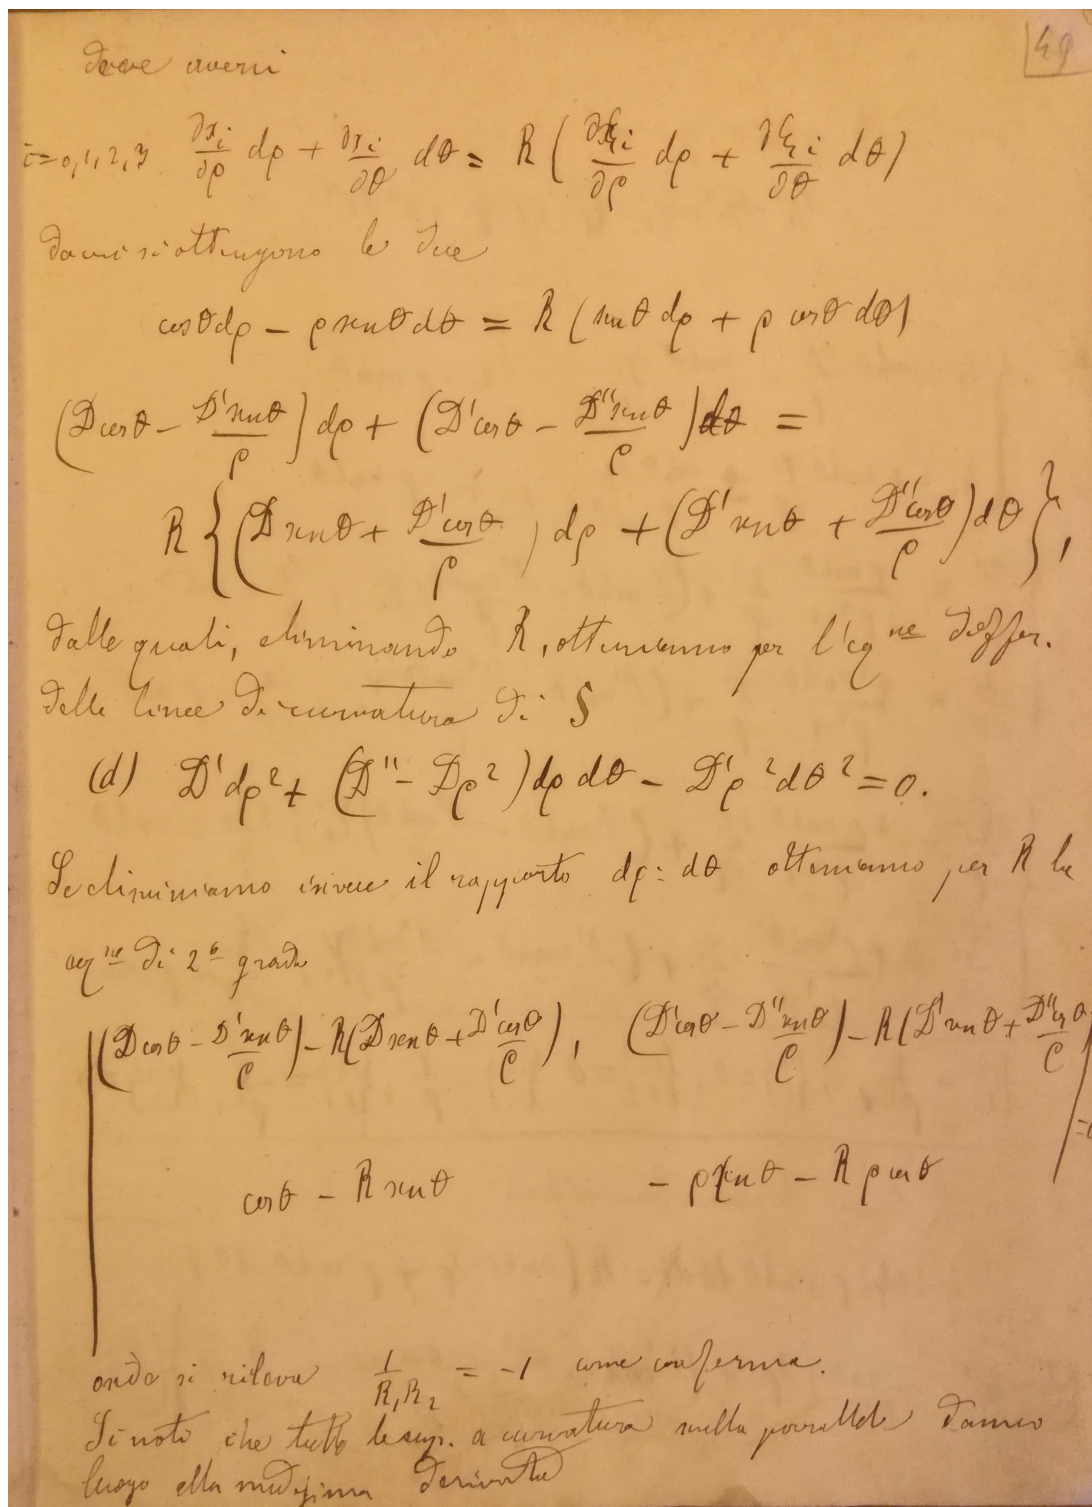 49
deve aversi
i=0,1,2,3 ∂x_i/∂ρ dρ + ∂x_i/∂θ dθ = R ( ∂ξ_i/∂ρ dρ + ∂ξ_i/∂θ dθ )
si ottengono le due
cosθ dρ − ρ senθ dθ = R ( senθ dρ + ρ cosθ dθ )
(D cosθ − D' senθ/ρ) dρ + (D' cosθ − D'' senθ/ρ) dθ =
R { (D senθ + D' cosθ/ρ) dρ + (D' senθ + D'' cosθ/ρ) dθ },
dalle quali, eliminando R, otteniamo per l'eq^ne differ.
delle linee di curvatura di S
(d) D' dρ² + (D'' − Dρ²) dρ dθ − D'ρ² dθ² = 0.
Se eliminiamo invece il rapporto dρ : dθ otteniamo per R la
eq^ne di 2º grado
| (D cosθ − D' senθ/ρ) − R(D senθ + D' cosθ/ρ), (D' cosθ − D'' senθ/ρ) − R(D' senθ + D'' cosθ/ρ) | =0
cosθ − R senθ − ρ senθ − R ρ cosθ
onde si rileva 1/R₁R₂ = −1 come conferma.
Si noti che tutte le sup. a curvatura nulla parallele danno
luogo alla medesima derivata